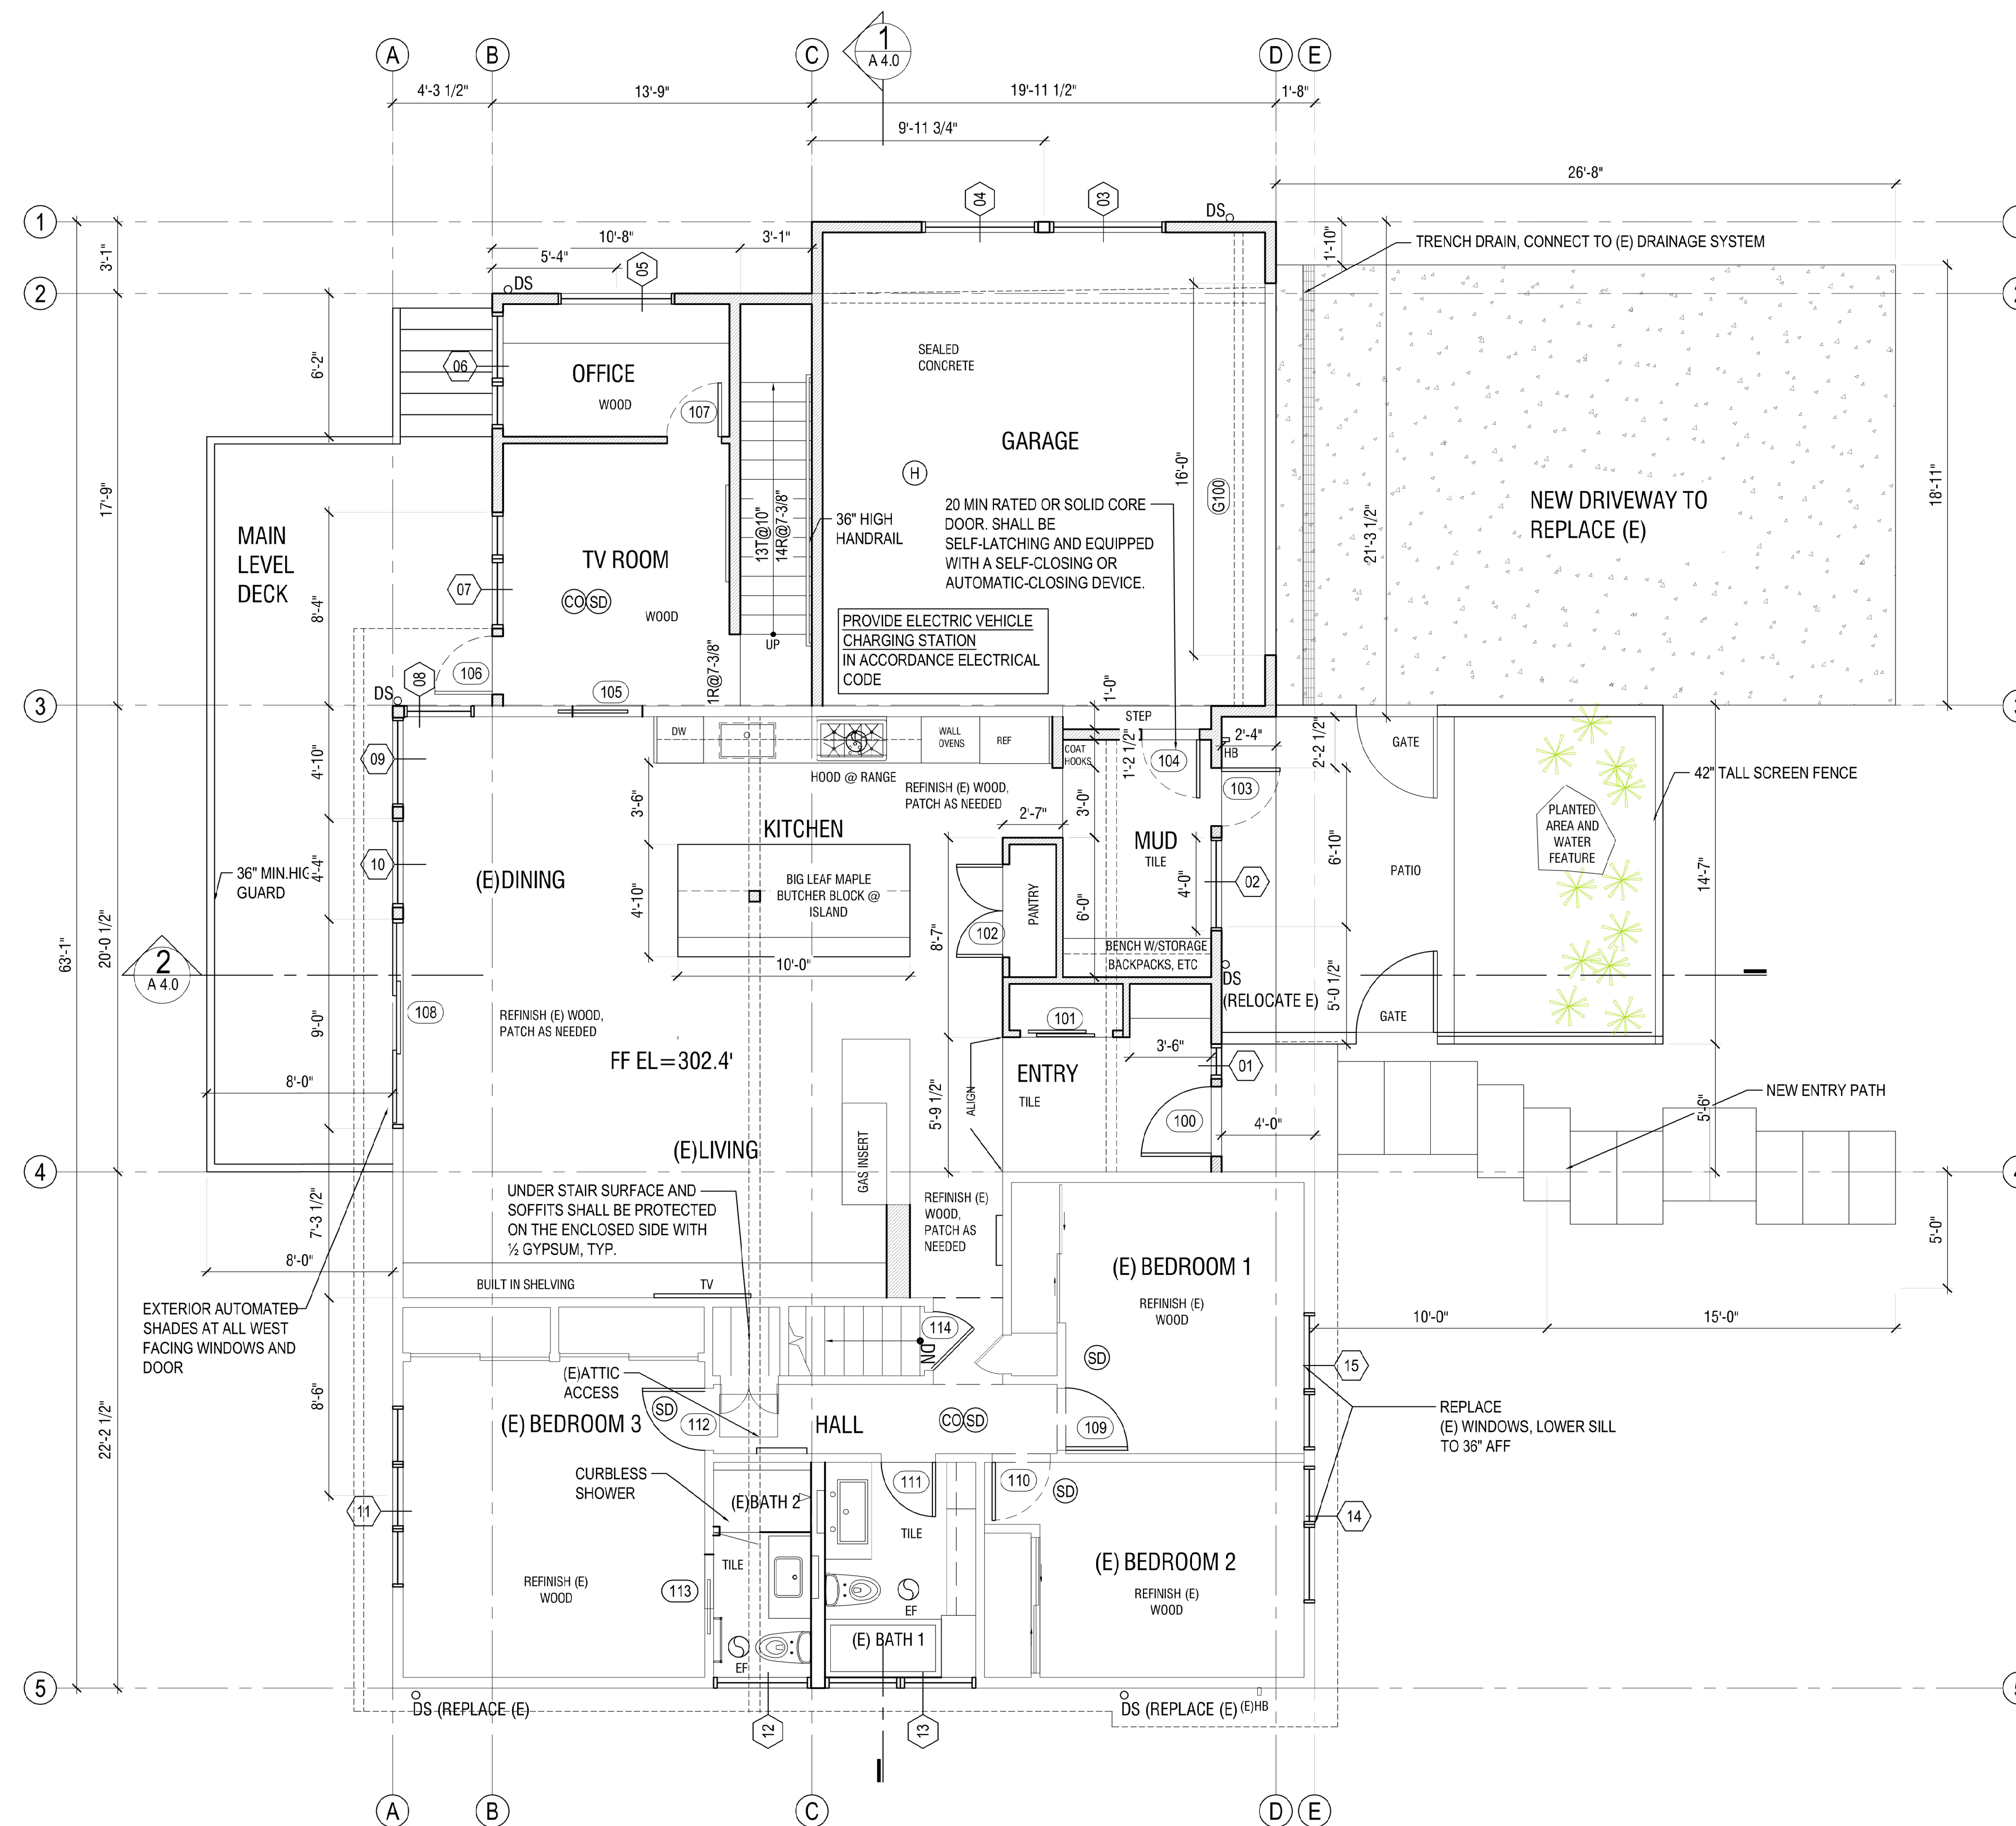 A
B
C
D
E
1
A 4.0
4'-3 1/2"
13'-9"
19'-11 1/2"
1'-8"
9'-11 3/4"
26'-8"
04
03
DS
1
3'-1"
10'-8"
3'-1"
5'-4"
05
DS
1'-10"
TRENCH DRAIN, CONNECT TO (E) DRAINAGE SYSTEM
2
6'-2"
06
OFFICE
WOOD
107
SEALED
CONCRETE
GARAGE
H
16'-0"
G100
21'-3 1/2"
18'-11"
NEW DRIVEWAY TO
REPLACE (E)
17'-9"
MAIN
LEVEL
DECK
8'-4"
07
TV ROOM
CO
SD
WOOD
13T@10"
14R@7-3/8"
36" HIGH
HANDRAIL
20 MIN RATED OR SOLID CORE
DOOR. SHALL BE
SELF-LATCHING AND EQUIPPED
WITH A SELF-CLOSING OR
AUTOMATIC-CLOSING DEVICE.
PROVIDE ELECTRIC VEHICLE
CHARGING STATION
IN ACCORDANCE ELECTRICAL
CODE
UP
1R@7-3/8"
106
08
105
DS
1'-0"
3
STEP
DW
WALL
OVENS
REF
COAT
HOOKS
1'-2 1/2"
104
2'-4"
HB
103
2'-2 1/2"
GATE
42" TALL SCREEN FENCE
4'-10"
09
HOOD @ RANGE
REFINISH (E) WOOD,
PATCH AS NEEDED
3'-6"
KITCHEN
2'-7"
3'-0"
MUD
TILE
6'-10"
PLANTED
AREA AND
WATER
FEATURE
PATIO
14'-7"
36" MIN.HIG
GUARD
4'-4"
10
(E)DINING
4'-10"
BIG LEAF MAPLE
BUTCHER BLOCK @
ISLAND
10'-0"
PANTRY
102
8'-7"
6'-0"
4'-0"
02
BENCH W/STORAGE
BACKPACKS, ETC
DS
(RELOCATE E)
5'-0 1/2"
GATE
63'-1"
20'-0 1/2"
2
A 4.0
9'-0"
108
REFINISH (E) WOOD,
PATCH AS NEEDED
FF EL=302.4'
101
3'-6"
01
ENTRY
TILE
ALIGN
5'-9 1/2"
100
4'-0"
8'-0"
NEW ENTRY PATH
5'-6"
(E)LIVING
GAS INSERT
4
7'-3 1/2"
8'-0"
UNDER STAIR SURFACE AND
SOFFITS SHALL BE PROTECTED
ON THE ENCLOSED SIDE WITH
½ GYPSUM, TYP.
REFINISH (E)
WOOD,
PATCH AS
NEEDED
5'-0"
(E) BEDROOM 1
REFINISH (E)
WOOD
BUILT IN SHELVING
TV
EXTERIOR AUTOMATED
SHADES AT ALL WEST
FACING WINDOWS AND
DOOR
10'-0"
15'-0"
114
DN
SD
15
(E)ATTIC
ACCESS
8'-6"
22'-2 1/2"
(E) BEDROOM 3
SD
112
HALL
CO
SD
109
REPLACE
(E) WINDOWS, LOWER SILL
TO 36" AFF
CURBLESS
SHOWER
(E)BATH 2
111
110
SD
11
14
TILE
TILE
(E) BEDROOM 2
REFINISH (E)
WOOD
REFINISH (E)
WOOD
113
EF
EF
(E) BATH 1
5
DS (REPLACE (E)
DS (REPLACE (E)
(E)HB
12
13
A
B
C
D
E